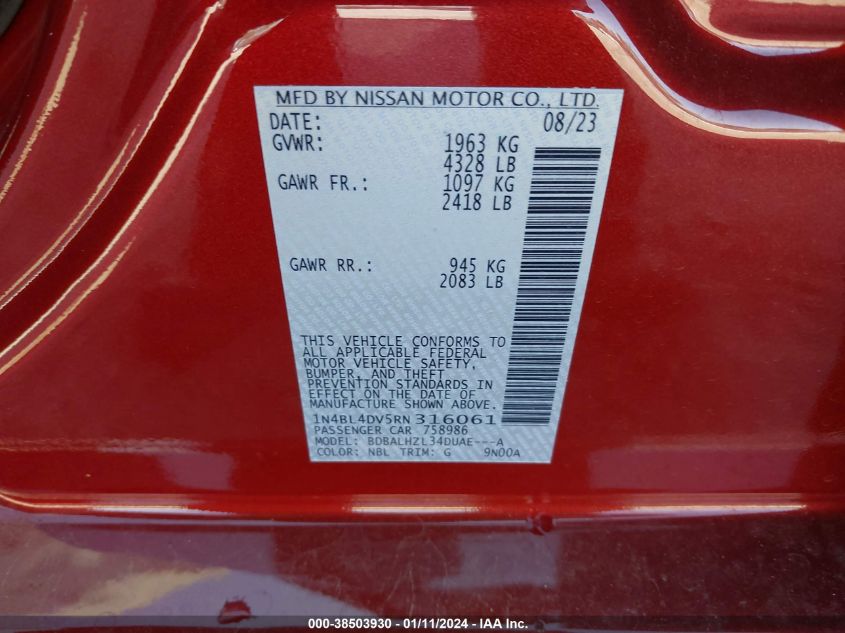 MFD BY NISSAN MOTOR CO., LTD.
DATE: 08/23
GVWR: 1963 KG
4328 LB
GAWR FR.: 1097 KG
2418 LB
GAWR RR.: 945 KG
2083 LB
THIS VEHICLE CONFORMS TO
ALL APPLICABLE FEDERAL
MOTOR VEHICLE SAFETY,
BUMPER, AND THEFT
PREVENTION STANDARDS IN
EFFECT ON THE DATE OF
MANUFACTURE SHOWN ABOVE.
1N4BL4DV5RN316061
PASSENGER CAR 758986
MODEL: BDBALHZL34DUAE---A
COLOR: NBL TRIM: G 9N00A
000-38503930 - 01/11/2024 - IAA Inc.